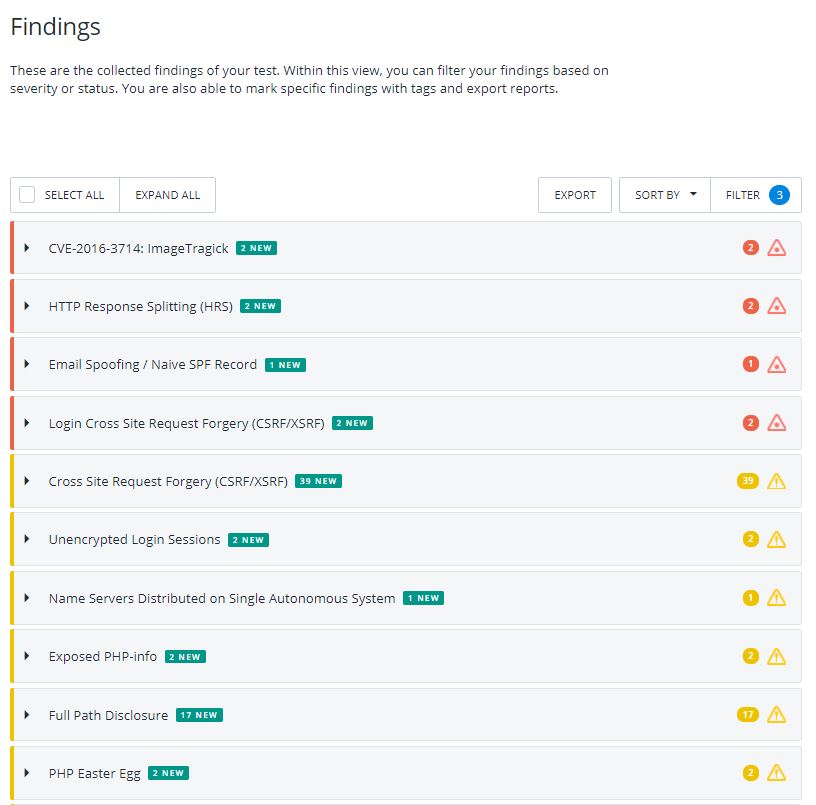 Findings
These are the collected findings of your test. Within this view, you can filter your findings based on
severity or status. You are also able to mark specific findings with tags and export reports.
SELECT ALL EXPAND ALL EXPORT SORT BY FILTER 3
CVE-2016-3714: ImageTragick 2 NEW 2
HTTP Response Splitting (HRS) 2 NEW 2
Email Spoofing / Naive SPF Record 1 NEW 1
Login Cross Site Request Forgery (CSRF/XSRF) 2 NEW 2
Cross Site Request Forgery (CSRF/XSRF) 39 NEW 39
Unencrypted Login Sessions 2 NEW 2
Name Servers Distributed on Single Autonomous System 1 NEW 1
Exposed PHP-info 2 NEW 2
Full Path Disclosure 17 NEW 17
PHP Easter Egg 2 NEW 2